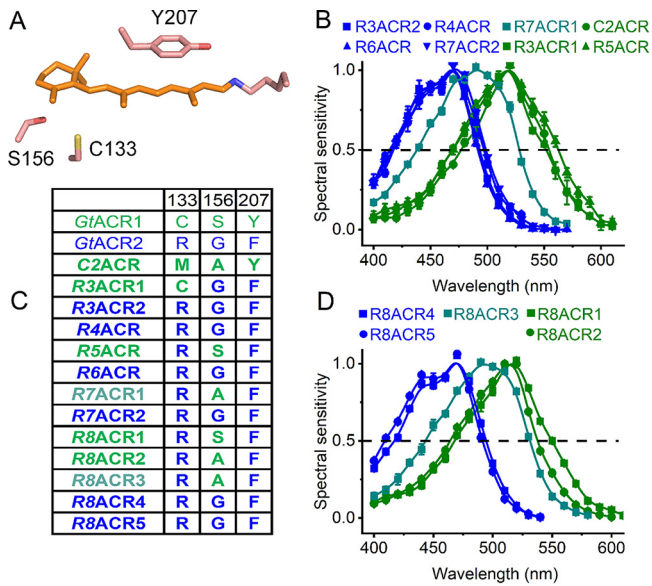 A
Y207
S156
C133
B
R3ACR2 R4ACR R7ACR1 C2ACR
R6ACR R7ACR2 R3ACR1 R5ACR
Spectral sensitivity
1.0
0.5
0.0
400 450 500 550 600
Wavelength (nm)
C
133 156 207
GtACR1 C S Y
GtACR2 R G F
C2ACR M A Y
R3ACR1 C G F
R3ACR2 R G F
R4ACR R G F
R5ACR R S F
R6ACR R G F
R7ACR1 R A F
R7ACR2 R G F
R8ACR1 R S F
R8ACR2 R A F
R8ACR3 R A F
R8ACR4 R G F
R8ACR5 R G F
D
R8ACR4 R8ACR3 R8ACR1
R8ACR5 R8ACR2
Spectral sensitivity
1.0
0.5
0.0
400 450 500 550 600
Wavelength (nm)